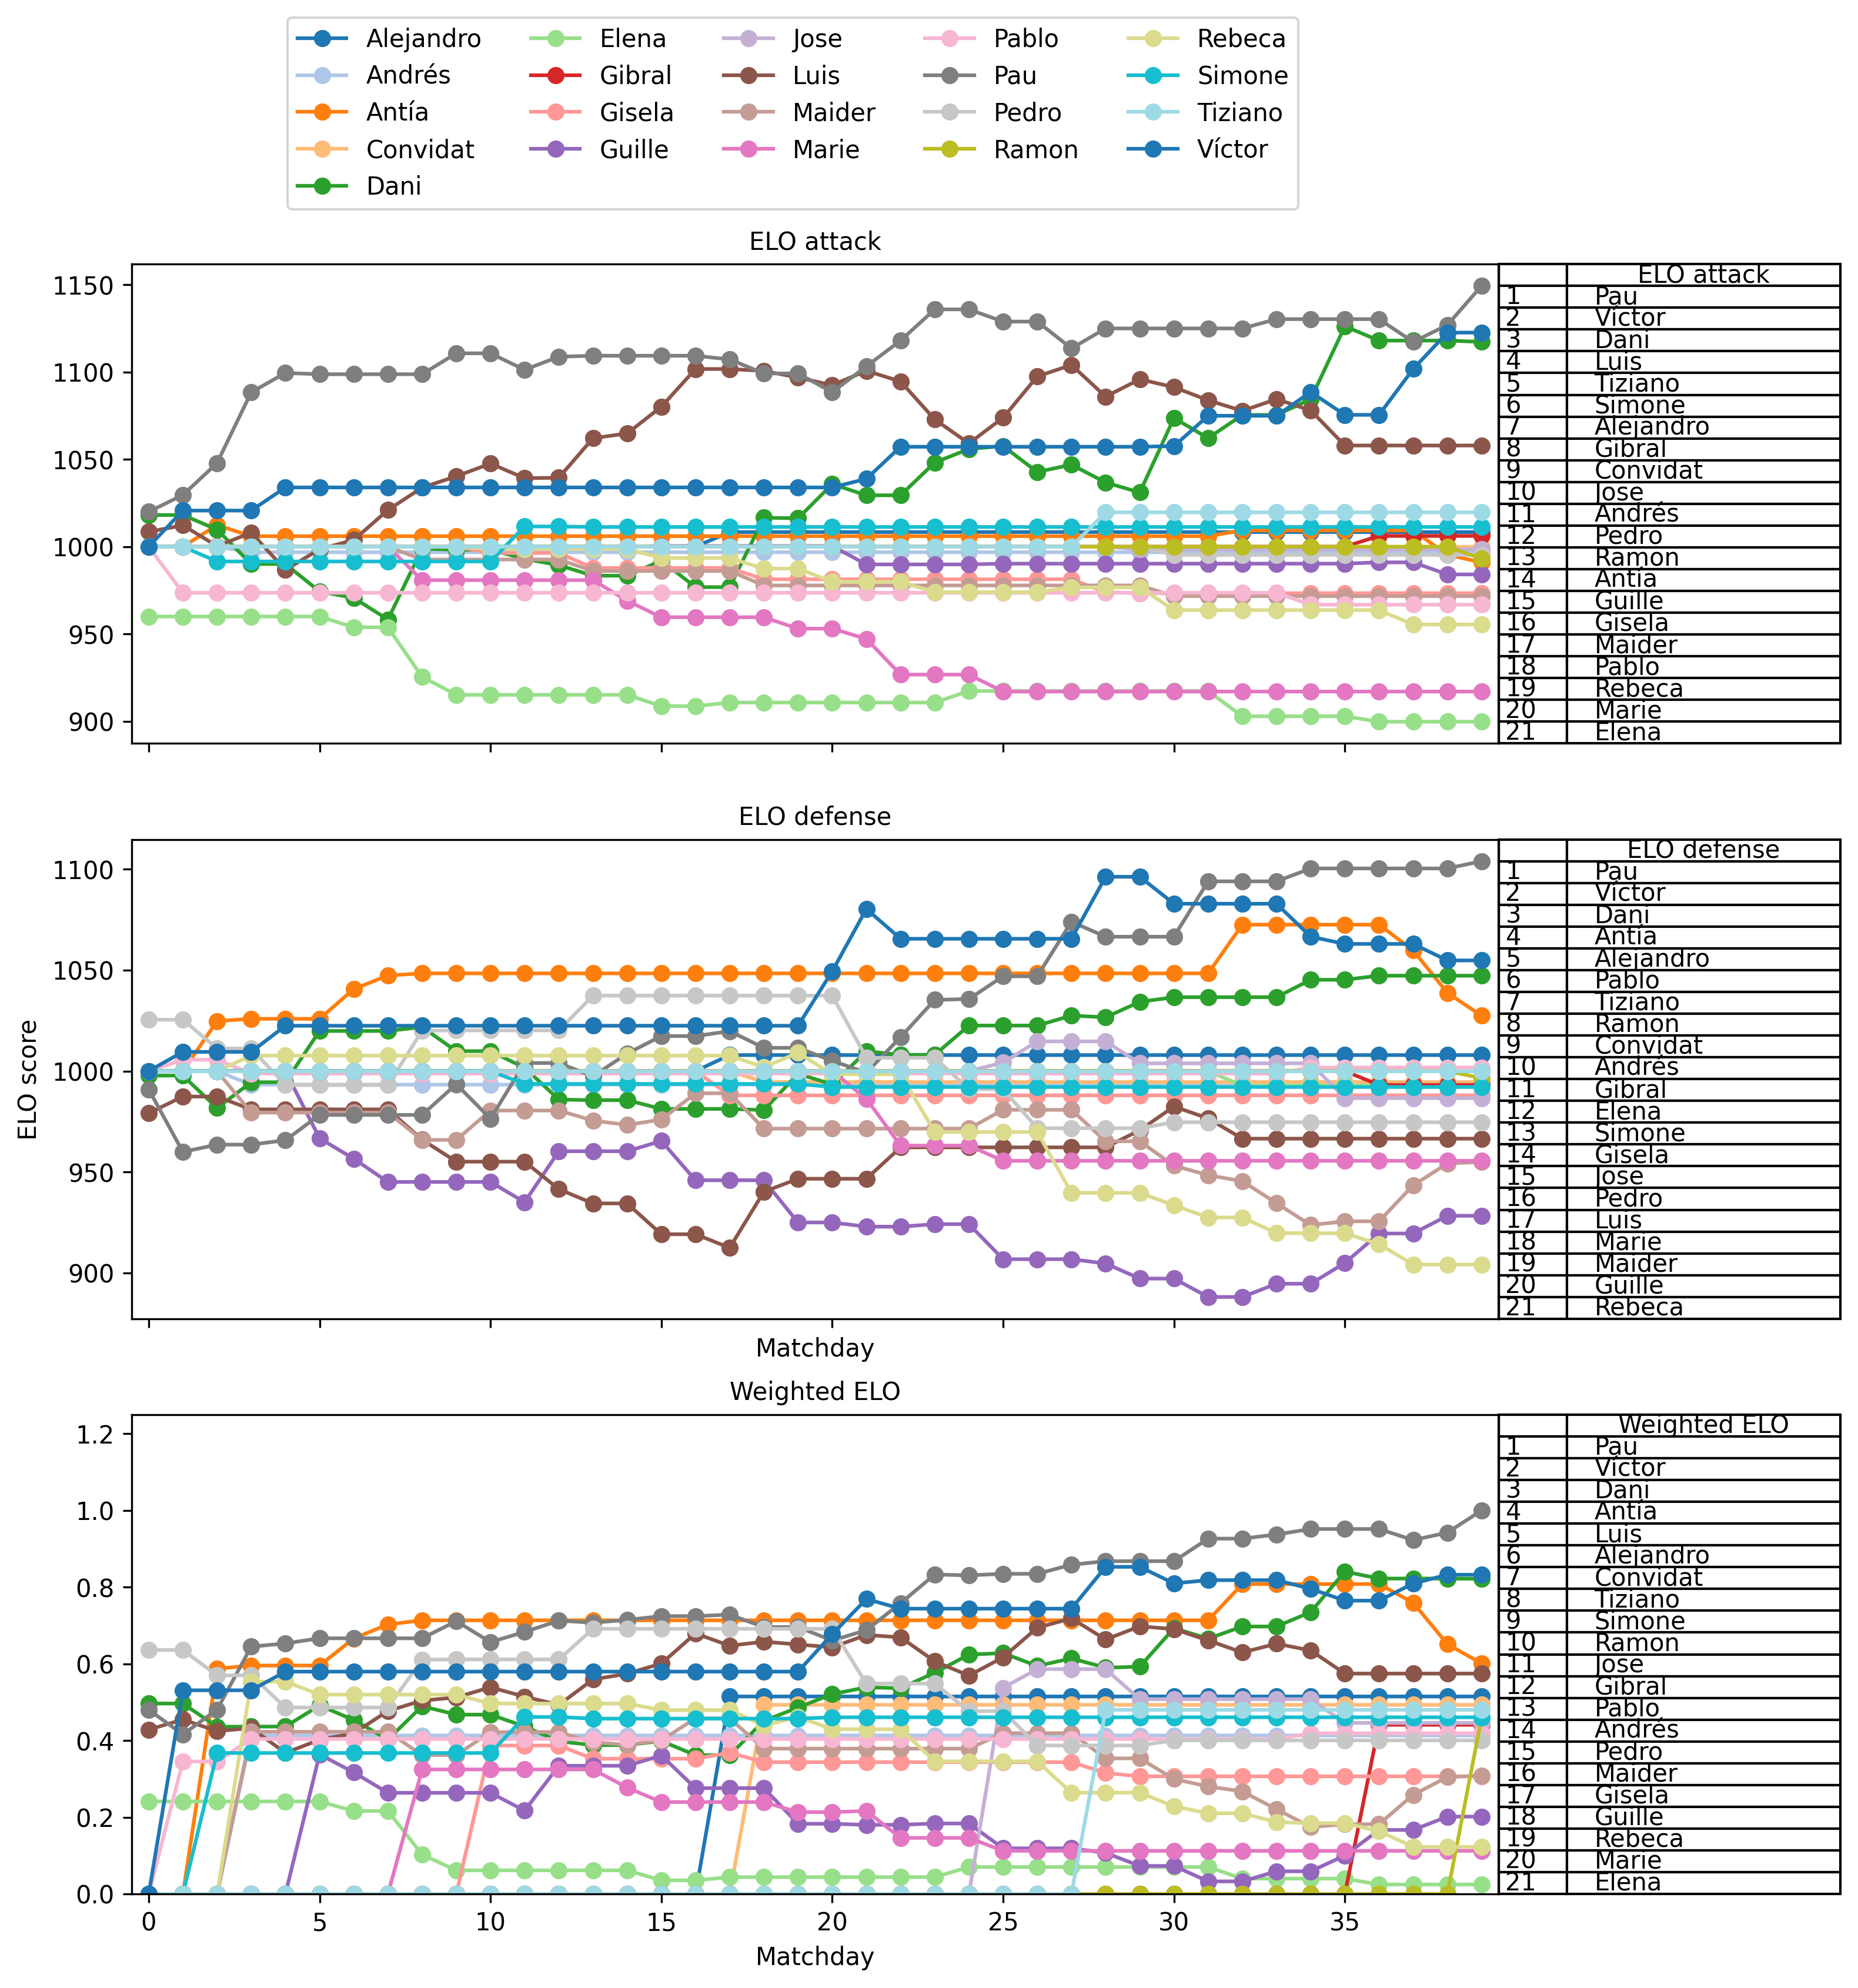 Alejandro Elena Jose Pablo Rebeca
Andrés Gibral Luis Pau Simone
Antía Gisela Maider Pedro Tiziano
Convidat Guille Marie Ramon Víctor
Dani
ELO attack
1150
1100
1050
1000
950
900
ELO attack
1 Pau
2 Víctor
3 Dani
4 Luis
5 Tiziano
6 Simone
7 Alejandro
8 Gibral
9 Convidat
10 Jose
11 Andrés
12 Pedro
13 Ramon
14 Antía
15 Guille
16 Gisela
17 Maider
18 Pablo
19 Rebeca
20 Marie
21 Elena
ELO defense
ELO score
1100
1050
1000
950
900
Matchday
ELO defense
1 Pau
2 Víctor
3 Dani
4 Antía
5 Alejandro
6 Pablo
7 Tiziano
8 Ramon
9 Convidat
10 Andrés
11 Gibral
12 Elena
13 Simone
14 Gisela
15 Jose
16 Pedro
17 Luis
18 Marie
19 Maider
20 Guille
21 Rebeca
Weighted ELO
1.2
1.0
0.8
0.6
0.4
0.2
0.0
0 5 10 15 20 25 30 35
Matchday
Weighted ELO
1 Pau
2 Víctor
3 Dani
4 Antía
5 Luis
6 Alejandro
7 Convidat
8 Tiziano
9 Simone
10 Ramon
11 Jose
12 Gibral
13 Pablo
14 Andrés
15 Pedro
16 Maider
17 Gisela
18 Guille
19 Rebeca
20 Marie
21 Elena